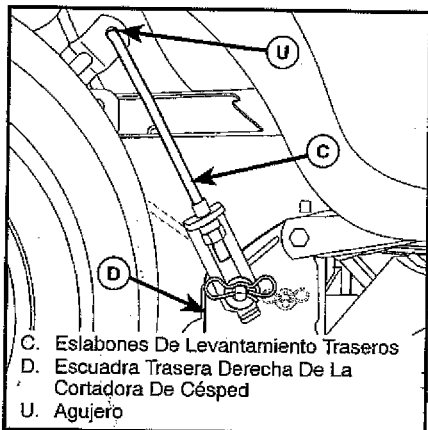 U
C
D
C. Eslabones De Levantamiento Traseros
D. Escuadra Trasera Derecha De La
Cortadora De Césped
U. Agujero